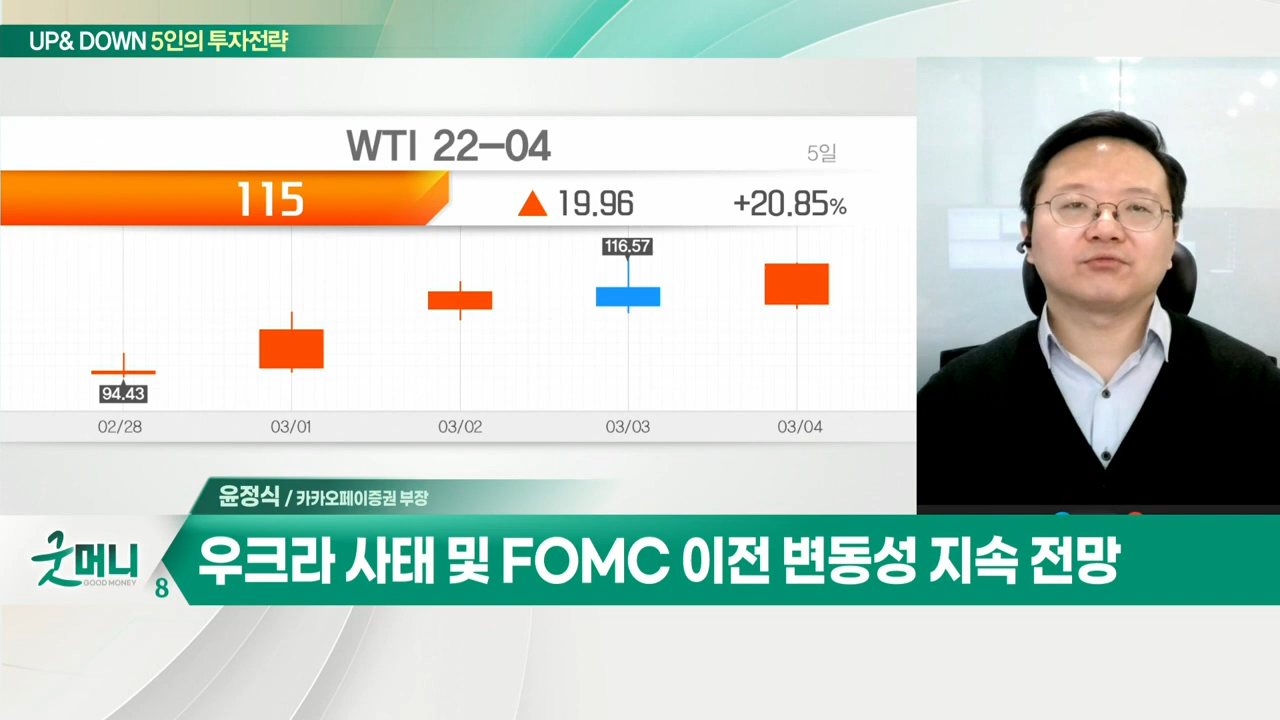 UP& DOWN 5인의 투자전략
WTI 22-04
5일
115
▲ 19.96
+20.85%
116.57
94.43
02/28
03/01
03/02
03/03
03/04
윤정식 / 카카오페이증권 부장
굿머니
GOOD MONEY
8
우크라 사태 및 FOMC 이전 변동성 지속 전망